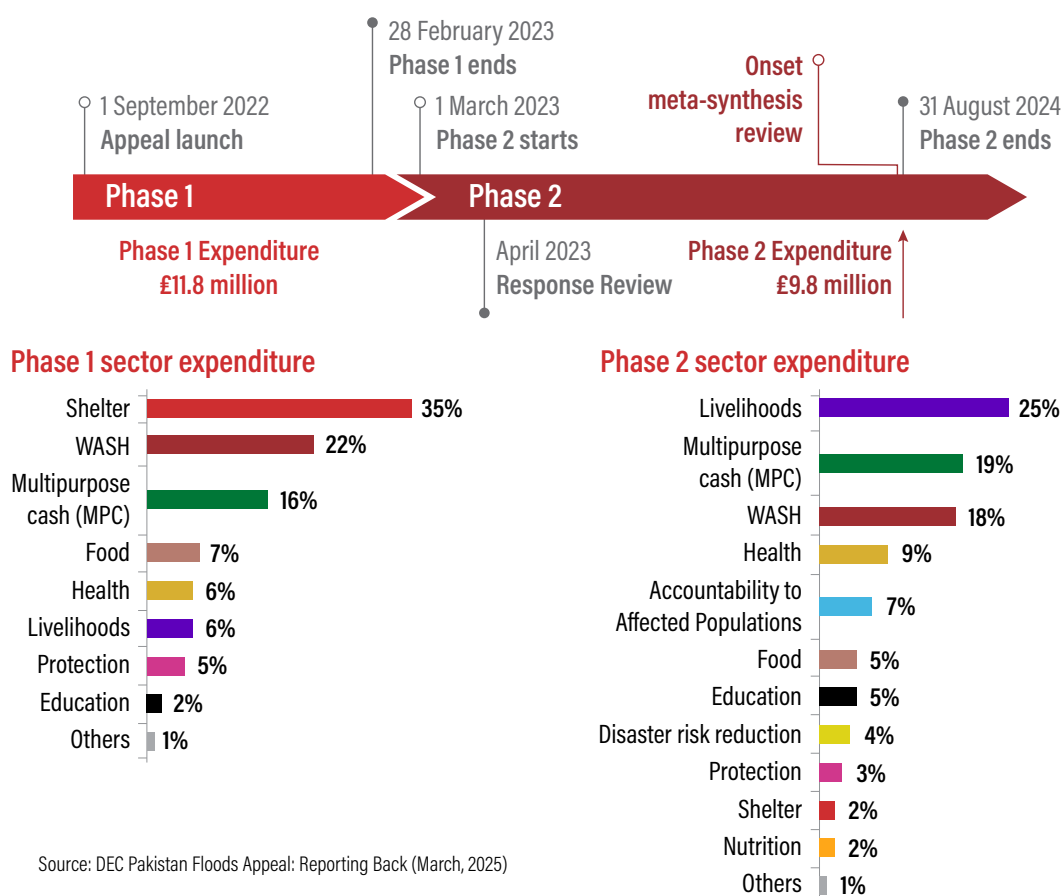 28 February 2023
Phase 1 ends
Onset
meta-synthesis
review
1 September 2022
Appeal launch
1 March 2023
Phase 2 starts
31 August 2024
Phase 2 ends
Phase 1
Phase 2
Phase 1 Expenditure
£11.8 million
April 2023
Response Review
Phase 2 Expenditure
£9.8 million
Phase 1 sector expenditure
Shelter 35%
WASH 22%
Multipurpose
cash (MPC) 16%
Food 7%
Health 6%
Livelihoods 6%
Protection 5%
Education 2%
Others 1%
Phase 2 sector expenditure
Livelihoods 25%
Multipurpose
cash (MPC) 19%
WASH 18%
Health 9%
Accountability to
Affected Populations 7%
Food 5%
Education 5%
Disaster risk reduction 4%
Protection 3%
Shelter 2%
Nutrition 2%
Others 1%
Source: DEC Pakistan Floods Appeal: Reporting Back (March, 2025)